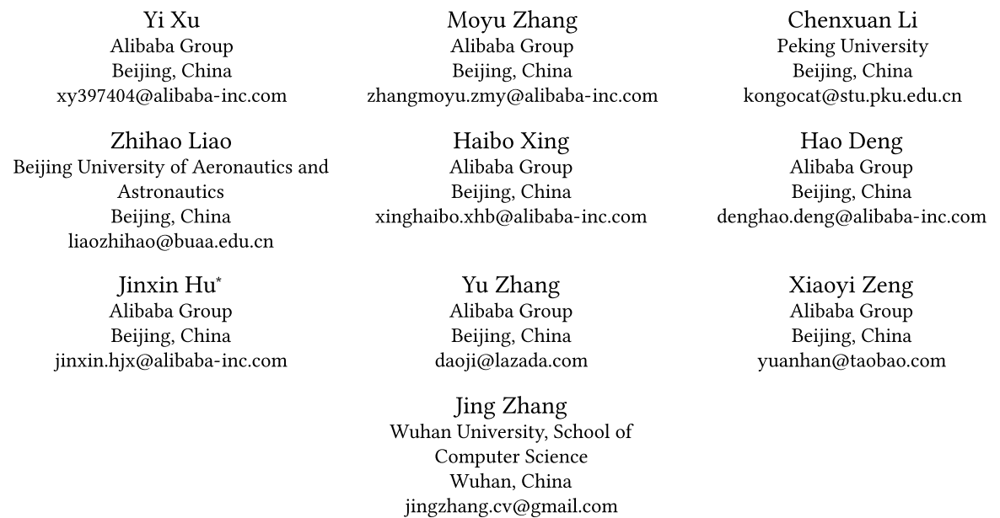 Yi Xu
Alibaba Group
Beijing, China
xy397404@alibaba-inc.com
Moyu Zhang
Alibaba Group
Beijing, China
zhangmoyu.zmy@alibaba-inc.com
Chenxuan Li
Peking University
Beijing, China
kongocat@stu.pku.edu.cn
Zhihao Liao
Beijing University of Aeronautics and
Astronautics
Beijing, China
liaozhihao@buaa.edu.cn
Haibo Xing
Alibaba Group
Beijing, China
xinghaibo.xhb@alibaba-inc.com
Hao Deng
Alibaba Group
Beijing, China
denghao.deng@alibaba-inc.com
Jinxin Hu*
Alibaba Group
Beijing, China
jinxin.hjx@alibaba-inc.com
Yu Zhang
Alibaba Group
Beijing, China
daoji@lazada.com
Xiaoyi Zeng
Alibaba Group
Beijing, China
yuanhan@taobao.com
Jing Zhang
Wuhan University, School of
Computer Science
Wuhan, China
jingzhang.cv@gmail.com